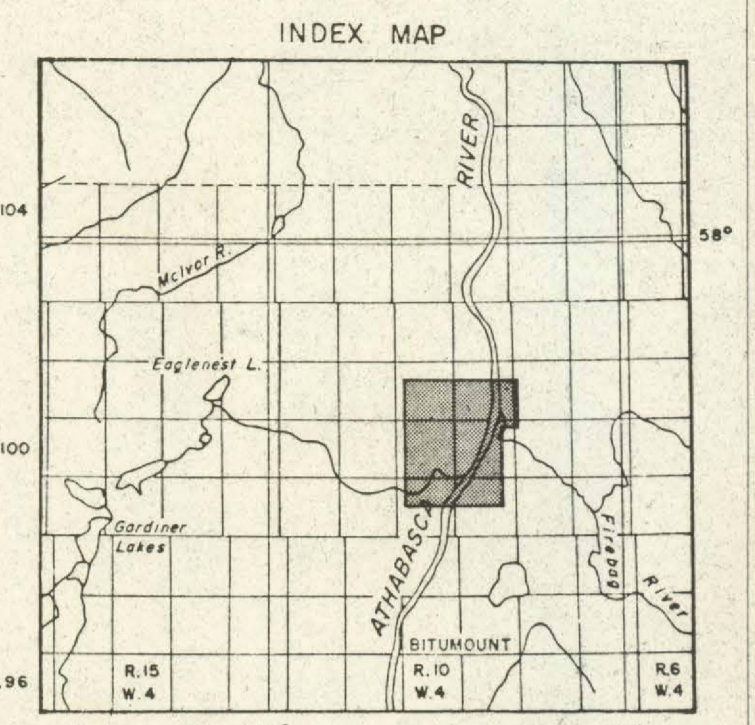 INDEX MAP
RIVER
104
58°
McIvor R.
Eaglenest L.
100
Gardiner
Lakes
ATHABASCA
Firebag
River
BITUMOUNT
R.15
W.4
R.10
W.4
R.6
W.4
96